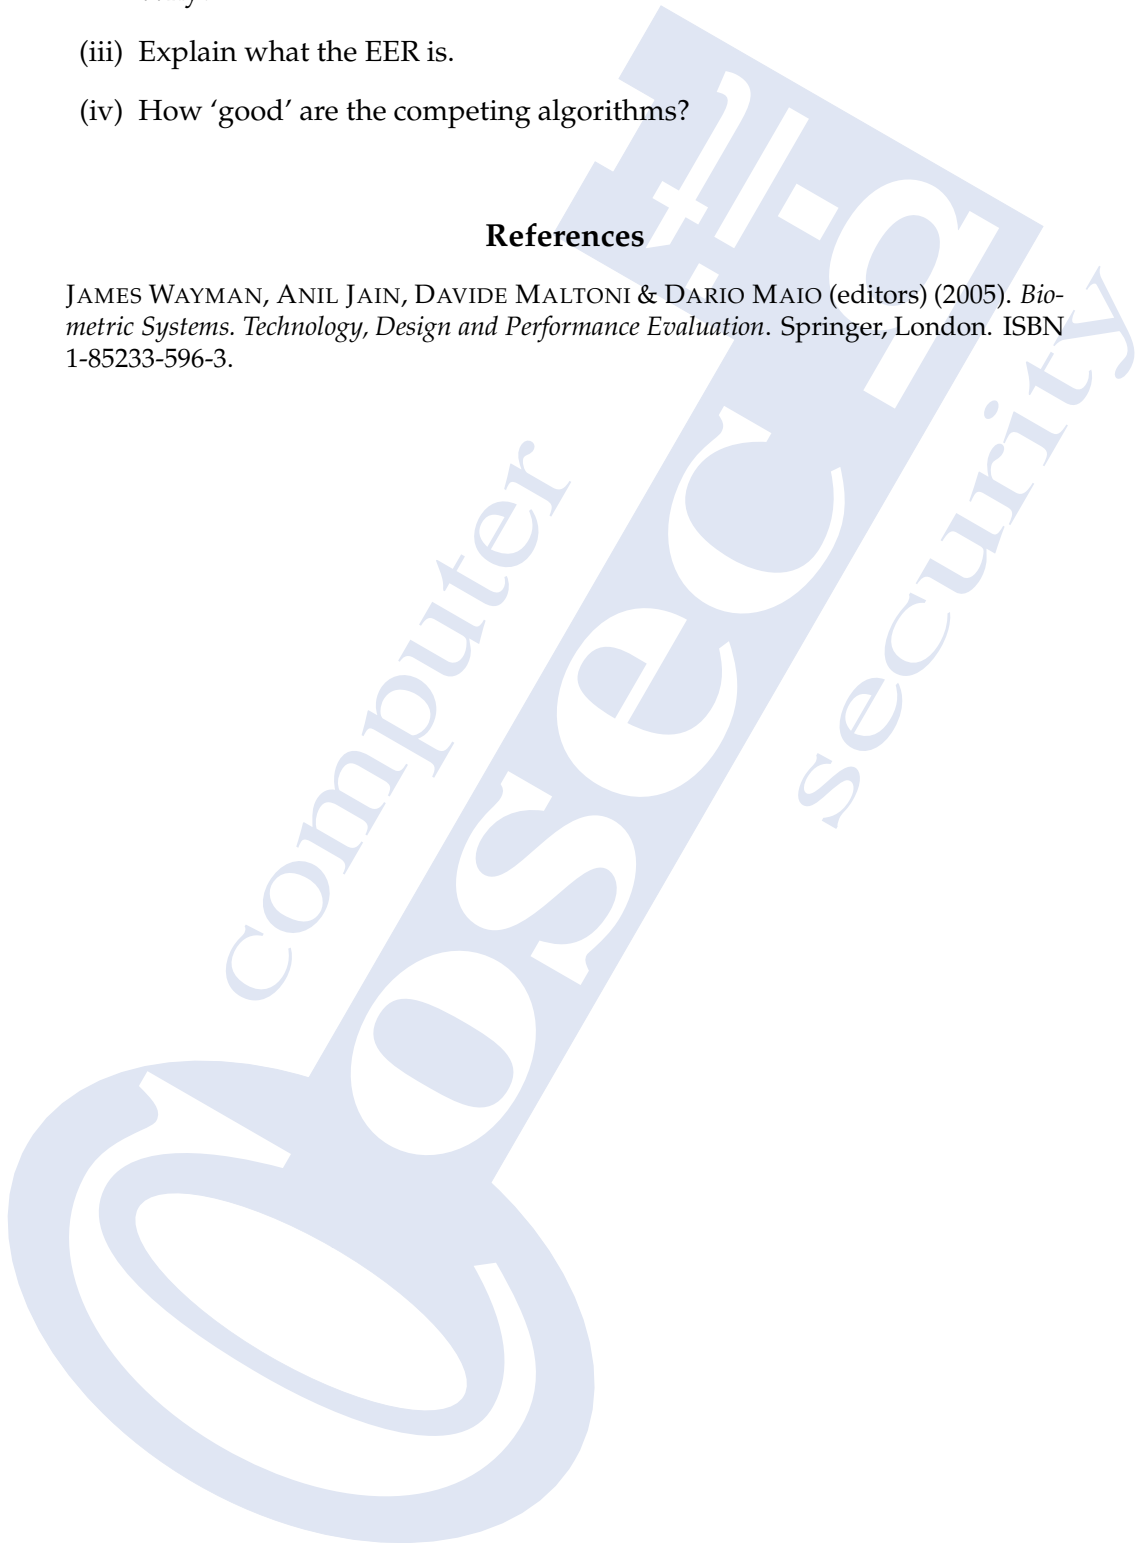 (iii) Explain what the EER is.
(iv) How ‘good’ are the competing algorithms?
References
JAMES WAYMAN, ANIL JAIN, DAVIDE MALTONI & DARIO MAIO (editors) (2005). Bio-
metric Systems. Technology, Design and Performance Evaluation. Springer, London. ISBN
1-85233-596-3.
b-it
cosec
computer
security